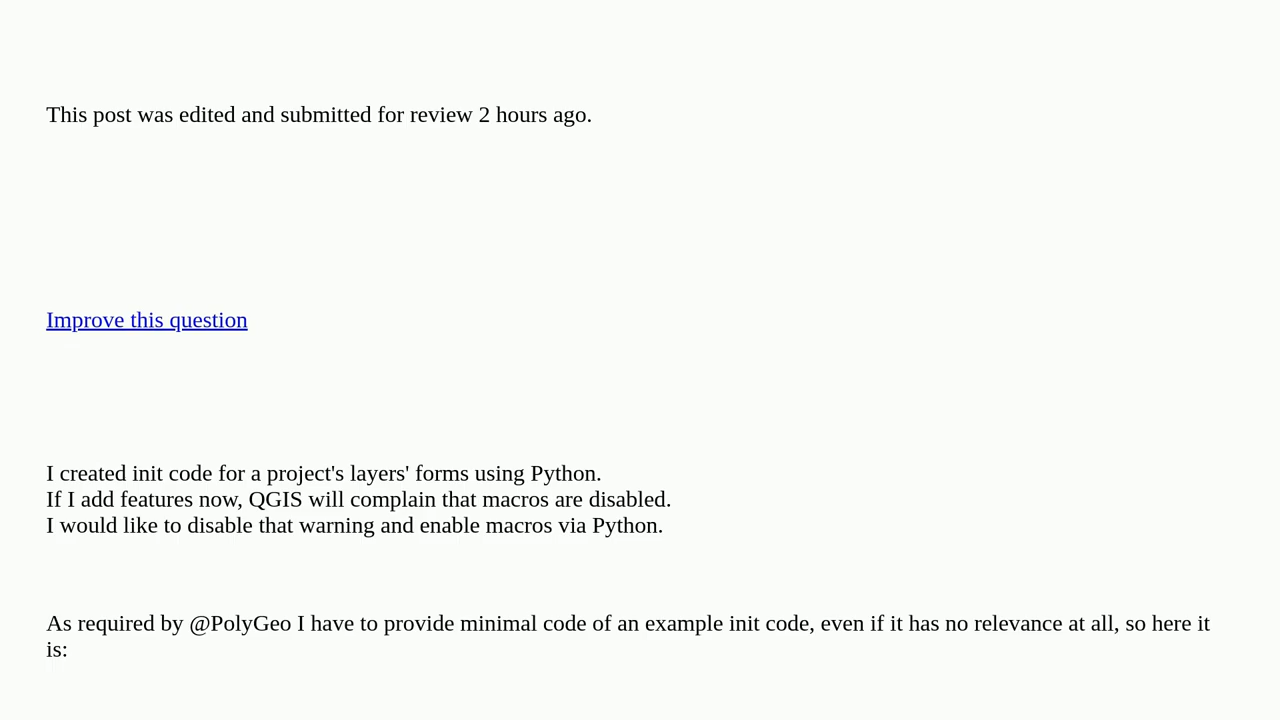 This post was edited and submitted for review 2 hours ago.
Improve this question
I created init code for a project's layers' forms using Python.
If I add features now, QGIS will complain that macros are disabled.
I would like to disable that warning and enable macros via Python.
As required by @PolyGeo I have to provide minimal code of an example init code, even if it has no relevance at all, so here it
is: